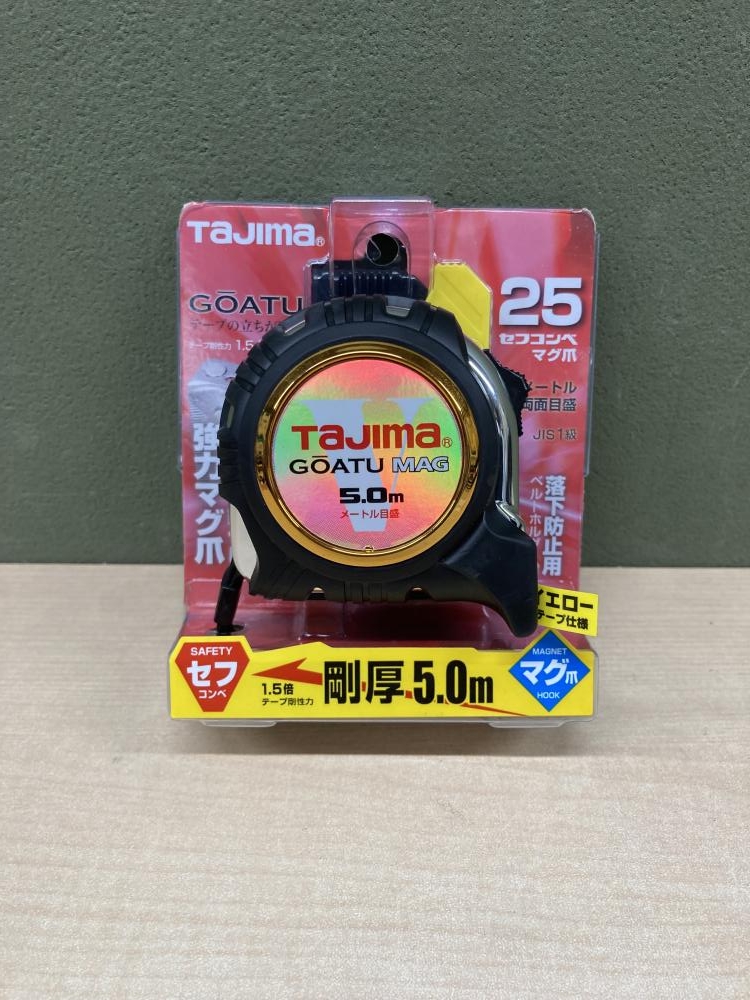 TAJIMA®
GŌATU
テープの立ちが
テープ剛性力 1.5
強力マグ爪
25
セフコンベ
マグ爪
メートル
両面目盛
JIS1級
落下防止用
ベルーホル
V
TAJIMA®
GŌATU MAG
5.0m
メートル目盛
イエロー
テープ仕様
SAFETY
セフ
コンベ
1.5倍
テープ剛性力
剛厚 5.0m
MAGNET
マグ爪
HOOK